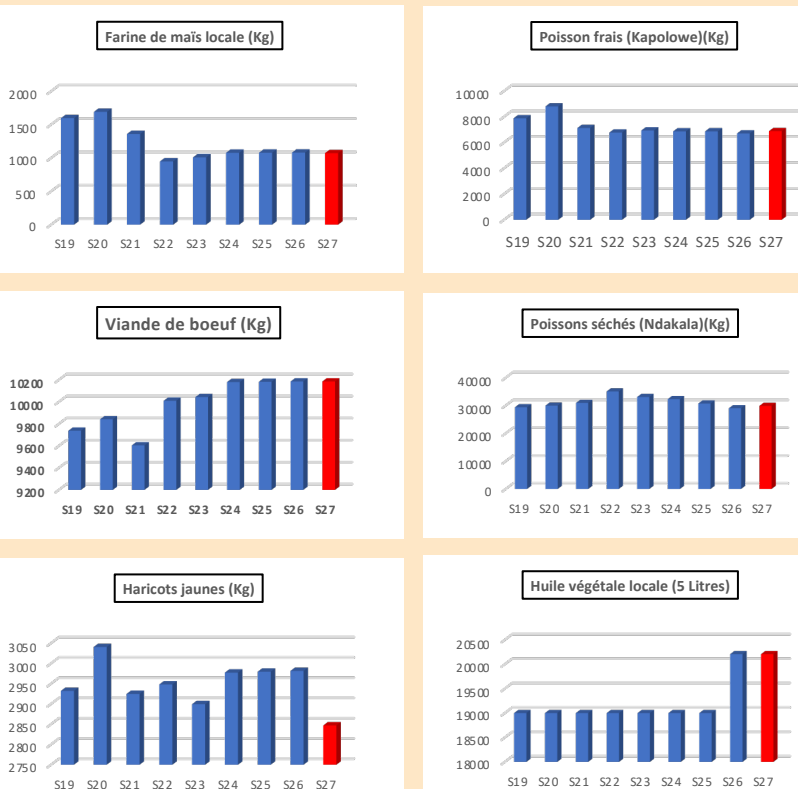 Farine de maïs locale (Kg)
2000
1500
1000
500
0
S19 S20 S21 S22 S23 S24 S25 S26 S27
Poisson frais (Kapolowe)(Kg)
10000
8000
6000
4000
2000
0
S19 S20 S21 S22 S23 S24 S25 S26 S27
Viande de boeuf (Kg)
10200
10000
9800
9600
9400
9200
S19 S20 S21 S22 S23 S24 S25 S26 S27
Poissons séchés (Ndakala)(Kg)
40000
30000
20000
10000
0
S19 S20 S21 S22 S23 S24 S25 S26 S27
Haricots jaunes (Kg)
3050
3000
2950
2900
2850
2800
2750
S19 S20 S21 S22 S23 S24 S25 S26 S27
Huile végétale locale (5 Litres)
20500
20000
19500
19000
18500
18000
S19 S20 S21 S22 S23 S24 S25 S26 S27